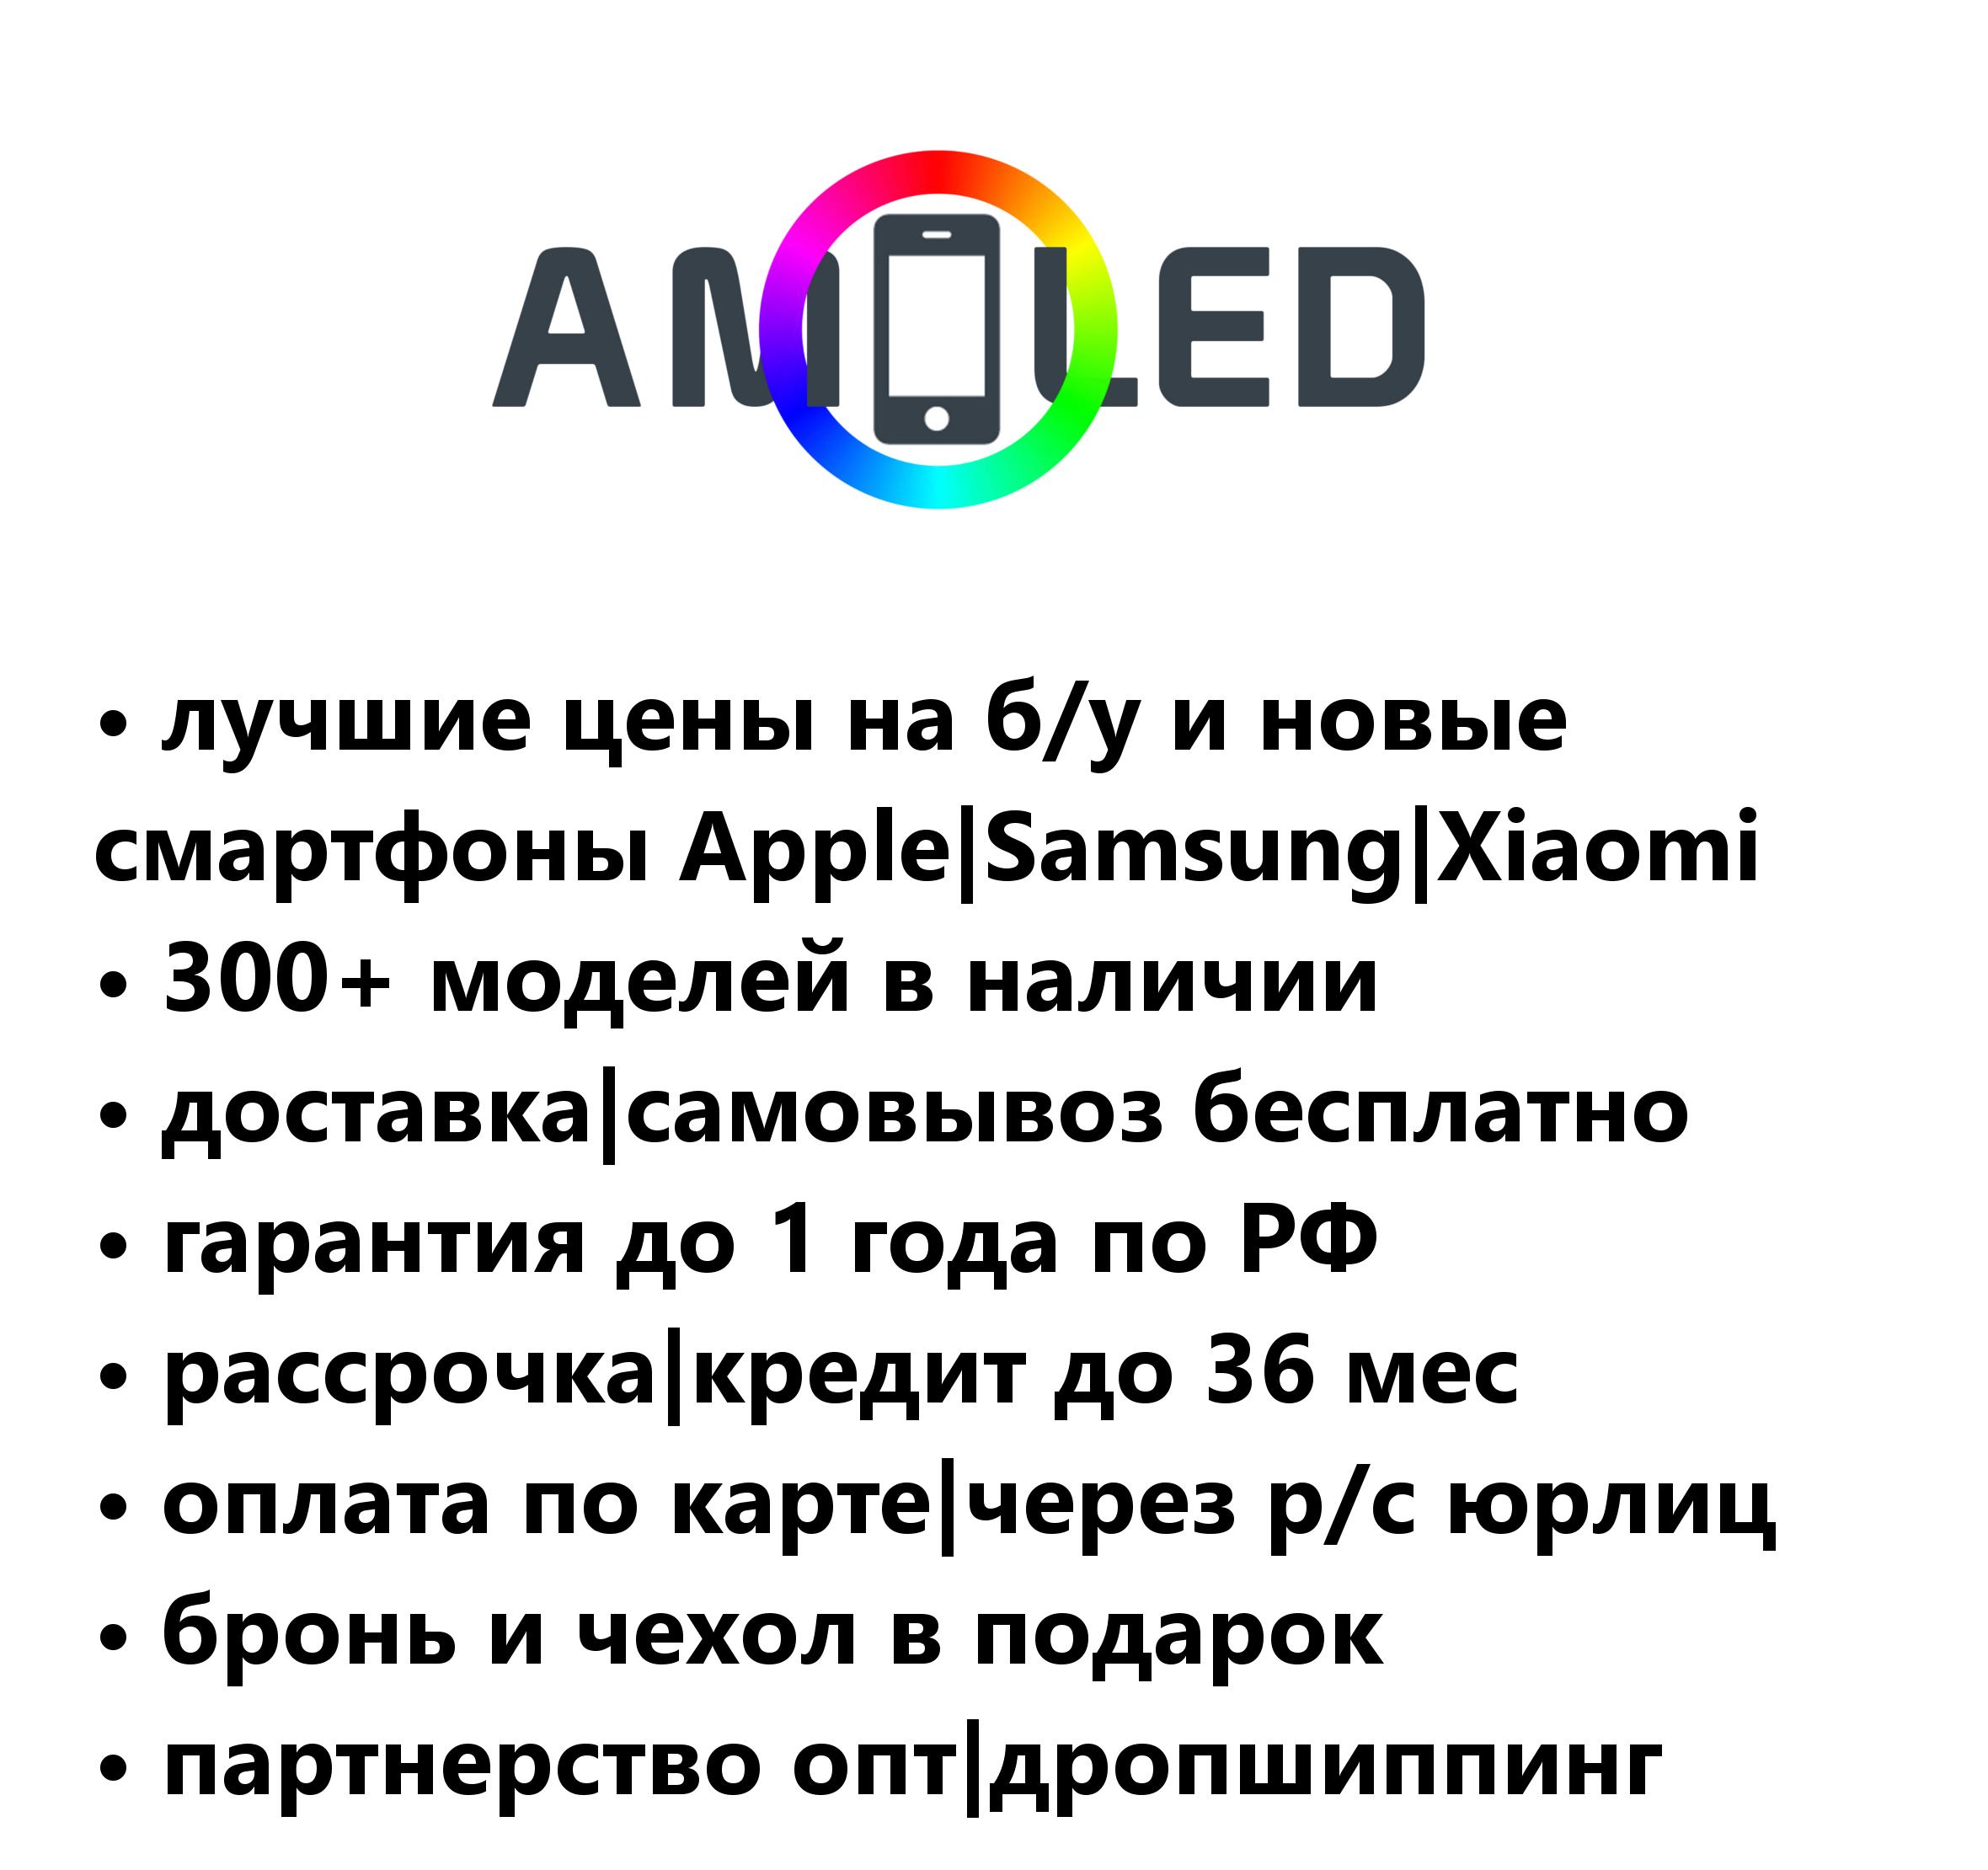 AMOLED
• лучшие цены на б/у и новые
смартфоны Apple|Samsung|Xiaomi
• 300+ моделей в наличии
• доставка|самовывоз бесплатно
• гарантия до 1 года по РФ
• рассрочка|кредит до 36 мес
• оплата по карте|через р/с юрлиц
• бронь и чехол в подарок
• партнерство опт|дропшиппинг